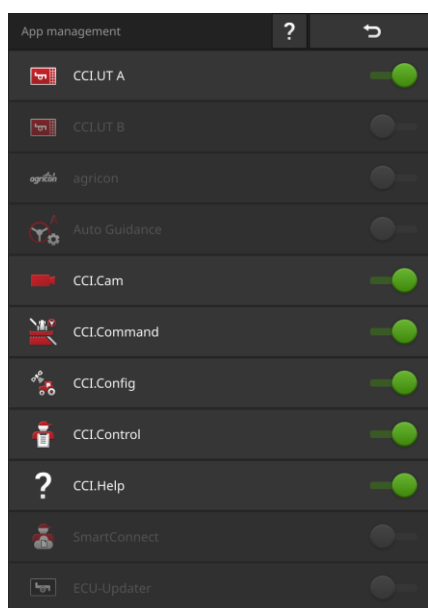 App management ?
CCI.UT A
CCI.UT B
agricon agricon
Auto Guidance
CCI.Cam
CCI.Command
CCI.Config
CCI.Control
? CCI.Help
SmartConnect
ECU-Updater